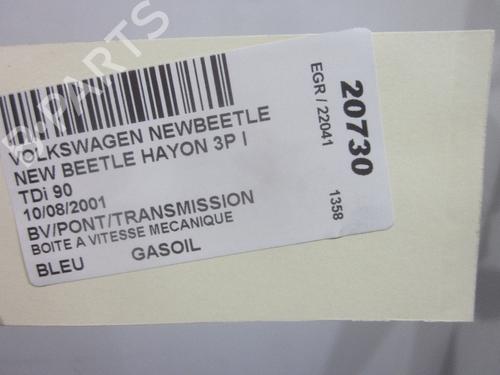 B-PARTS
VOLKSWAGEN NEWBEETLE
NEW BEETLE HAYON 3P I
TDi 90
10/08/2001
BV/PONT/TRANSMISSION
BOITE A VITESSE MECANIQUE
BLEU GASOIL
EGR / 22041
1358
20730